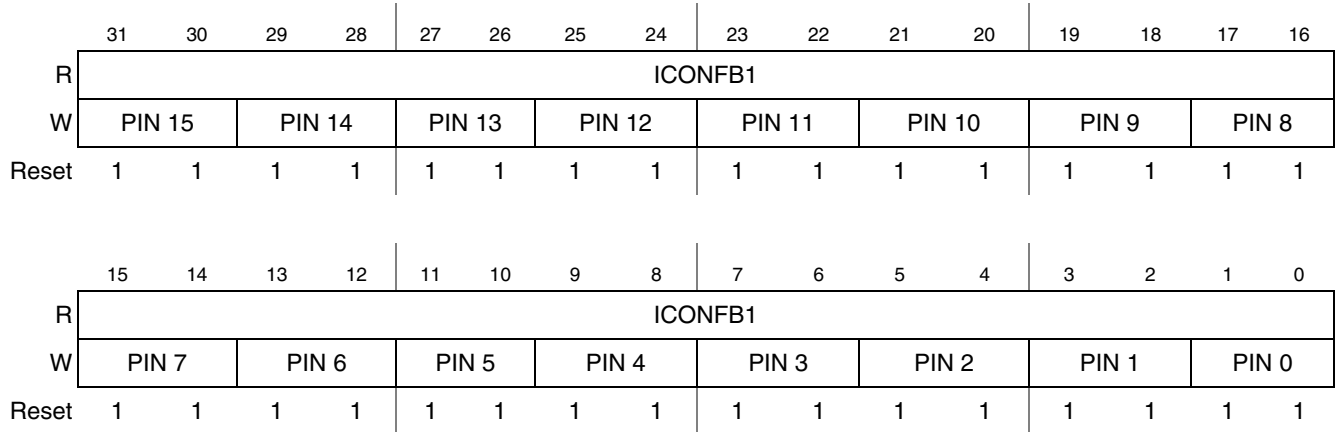 31 30 29 28 27 26 25 24 23 22 21 20 19 18 17 16
R ICONFB1
W PIN 15 PIN 14 PIN 13 PIN 12 PIN 11 PIN 10 PIN 9 PIN 8
Reset 1 1 1 1 1 1 1 1 1 1 1 1 1 1 1 1
15 14 13 12 11 10 9 8 7 6 5 4 3 2 1 0
R ICONFB1
W PIN 7 PIN 6 PIN 5 PIN 4 PIN 3 PIN 2 PIN 1 PIN 0
Reset 1 1 1 1 1 1 1 1 1 1 1 1 1 1 1 1